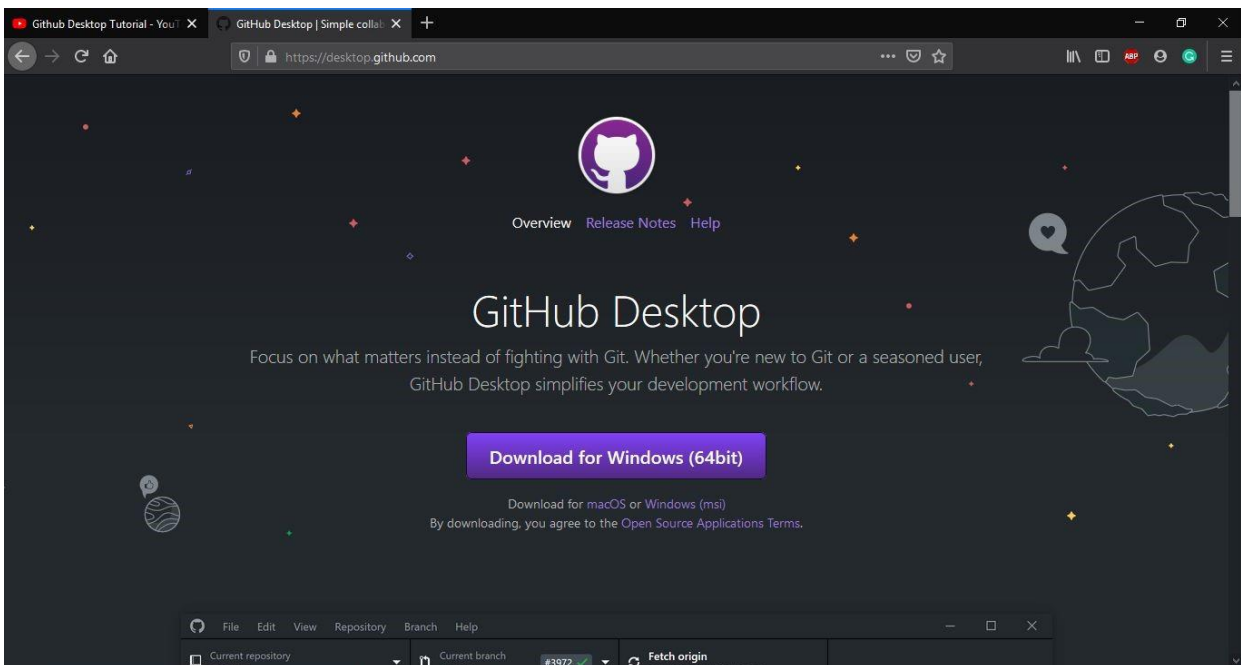 Github Desktop Tutorial - YouT
GitHub Desktop | Simple collab
https://desktop.github.com
ABP
Overview Release Notes Help
GitHub Desktop
Focus on what matters instead of fighting with Git. Whether you're new to Git or a seasoned user,
GitHub Desktop simplifies your development workflow.
Download for Windows (64bit)
Download for macOS or Windows (msi)
By downloading, you agree to the Open Source Applications Terms.
File Edit View Repository Branch Help
Current repository
Current branch
#3972
Fetch origin